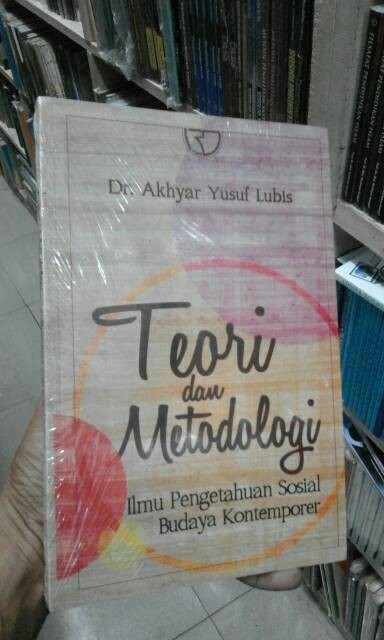 Dr. Akhyar Yusuf Lubis
Teori
dan
Metodologi
Ilmu Pengetahuan Sosial
Budaya Kontemporer